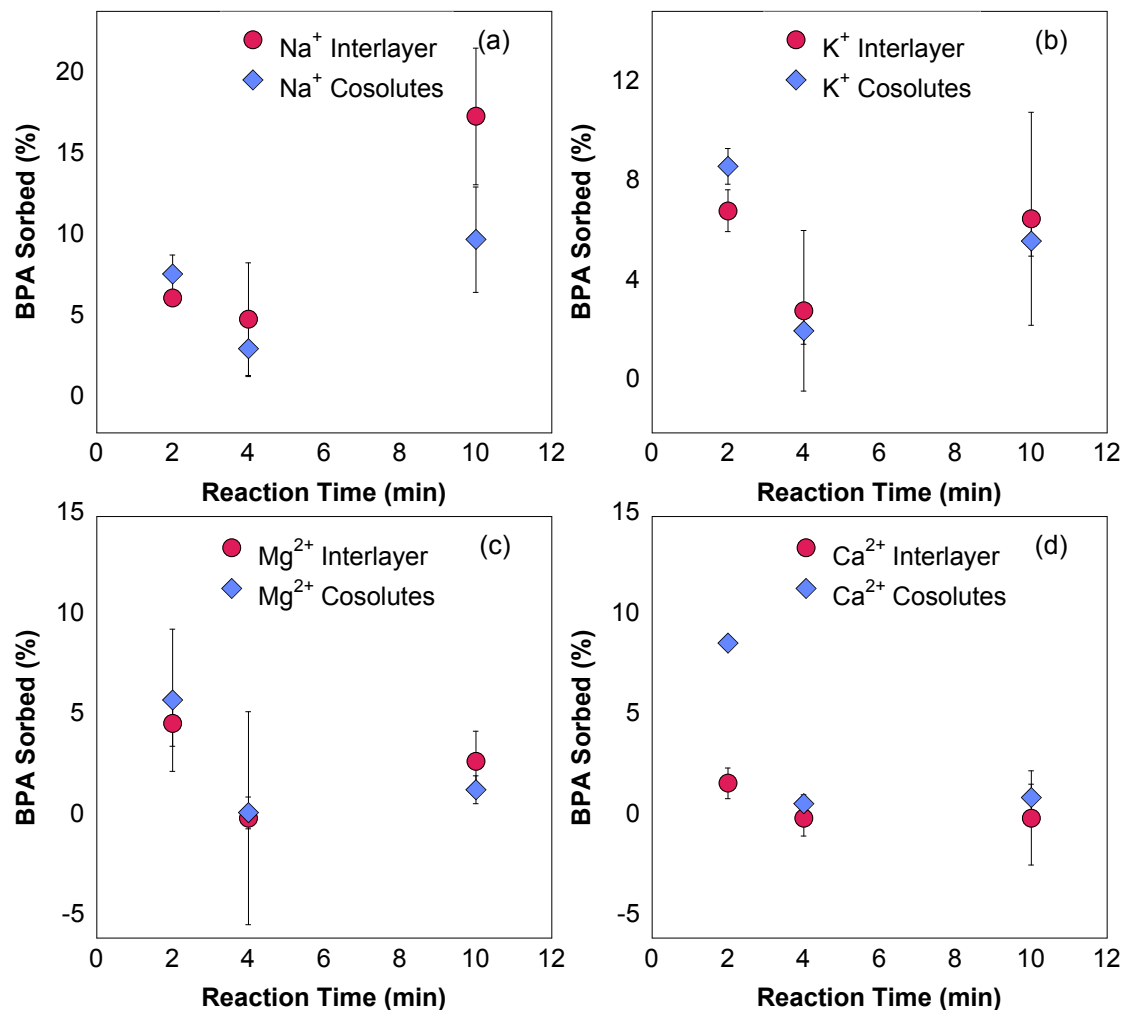 (a)
Na⁺ Interlayer
Na⁺ Cosolutes
BPA Sorbed (%)
20
15
10
5
0
0 2 4 6 8 10 12
Reaction Time (min)
(b)
K⁺ Interlayer
K⁺ Cosolutes
BPA Sorbed (%)
12
8
4
0
0 2 4 6 8 10 12
Reaction Time (min)
(c)
Mg²⁺ Interlayer
Mg²⁺ Cosolutes
BPA Sorbed (%)
15
10
5
0
-5
0 2 4 6 8 10 12
Reaction Time (min)
(d)
Ca²⁺ Interlayer
Ca²⁺ Cosolutes
BPA Sorbed (%)
15
10
5
0
-5
0 2 4 6 8 10 12
Reaction Time (min)